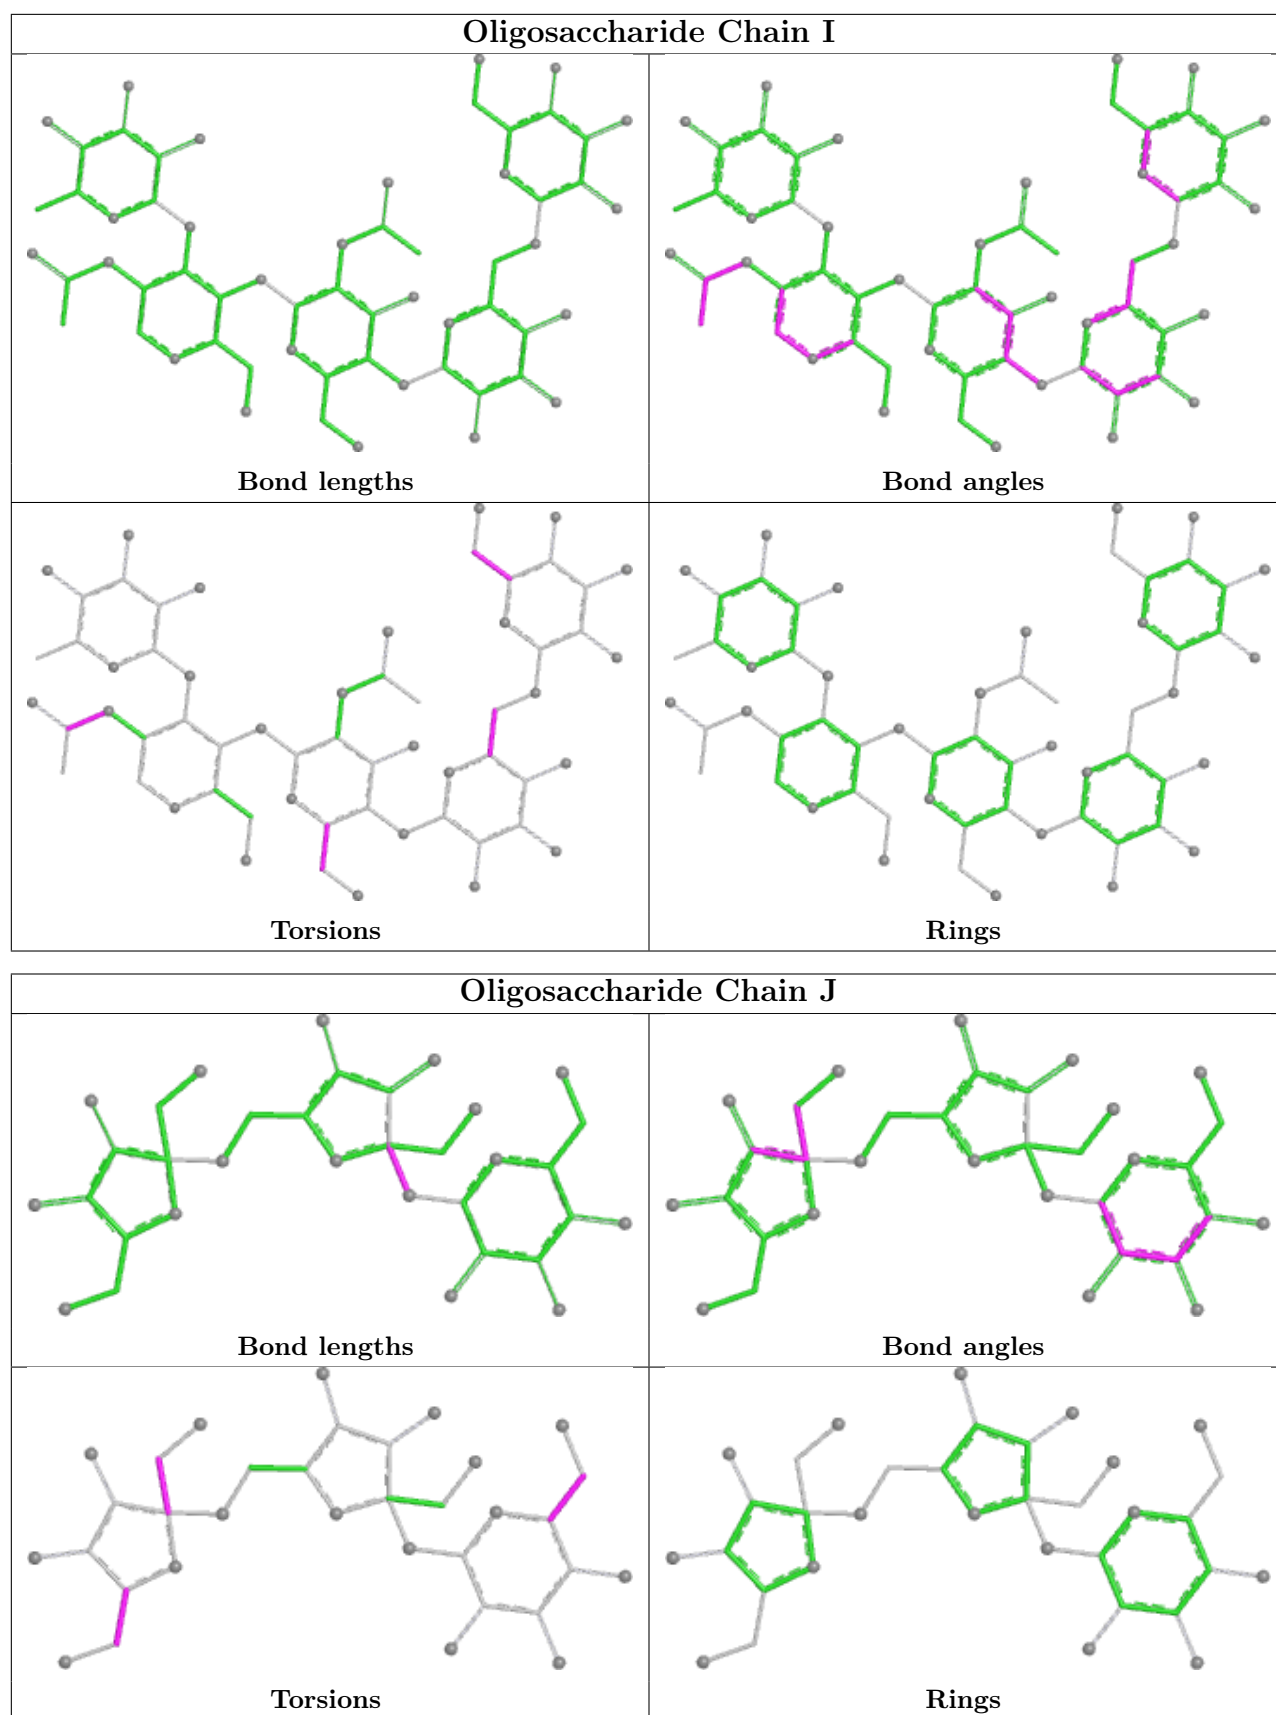 Oligosaccharide Chain I
Bond lengths
Bond angles
Torsions
Rings
Oligosaccharide Chain J
Bond lengths
Bond angles
Torsions
Rings